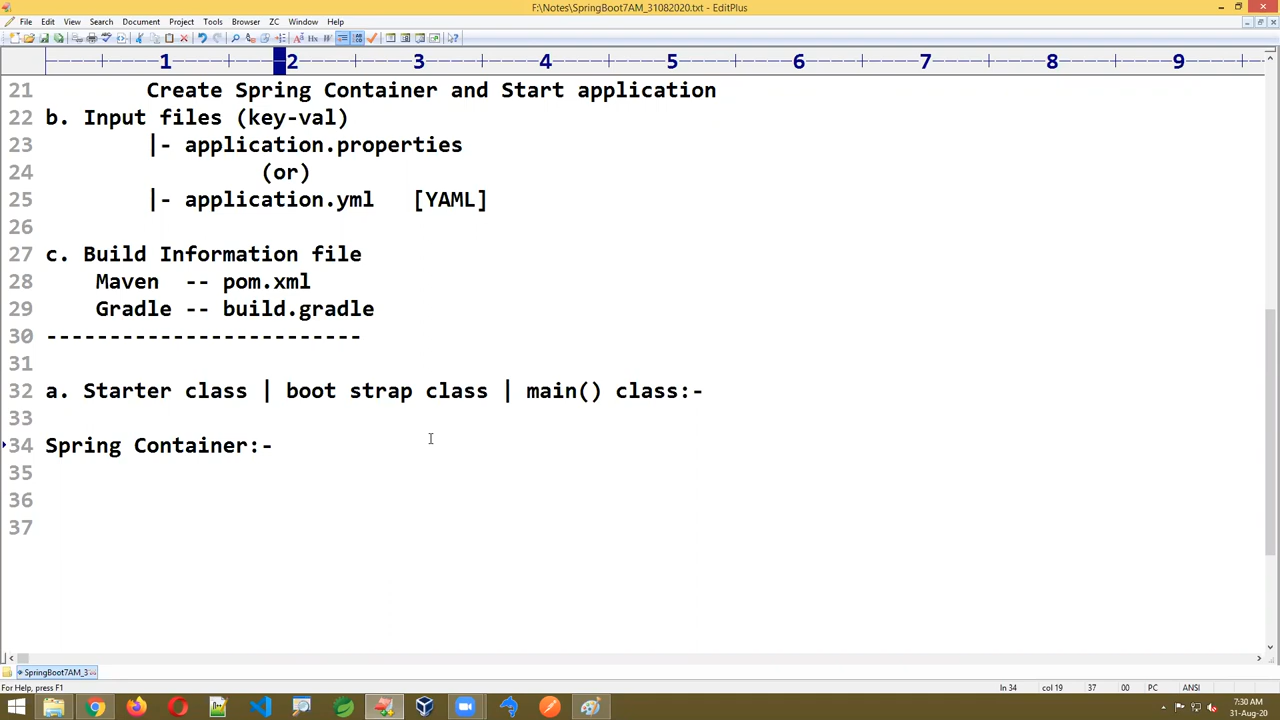 F:\Notes\SpringBoot7AM_31082020.txt - EditPlus
File Edit View Search Document Project Tools Browser ZC Window Help
1 2 3 4 5 6 7 8 9
21 Create Spring Container and Start application
22 b. Input files (key-val)
23 |- application.properties
24 (or)
25 |- application.yml [YAML]
26
27 c. Build Information file
28 Maven -- pom.xml
29 Gradle -- build.gradle
30 -------------------------
31
32 a. Starter class | boot strap class | main() class:-
33
34 Spring Container:-
35
36
37
SpringBoot7AM_3
For Help, press F1 ln 34 col 19 37 00 PC ANSI
7:30 AM
31-Aug-20